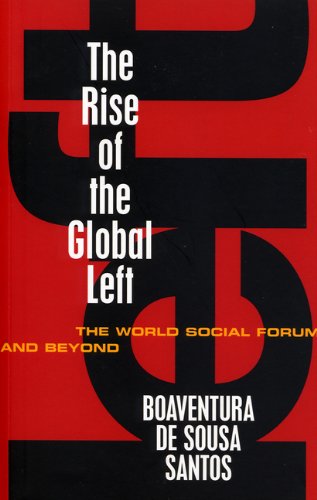 left
The
Rise
of
the
Global
Left
THE WORLD SOCIAL FORUM
AND BEYOND
BOAVENTURA
DE SOUSA
SANTOS